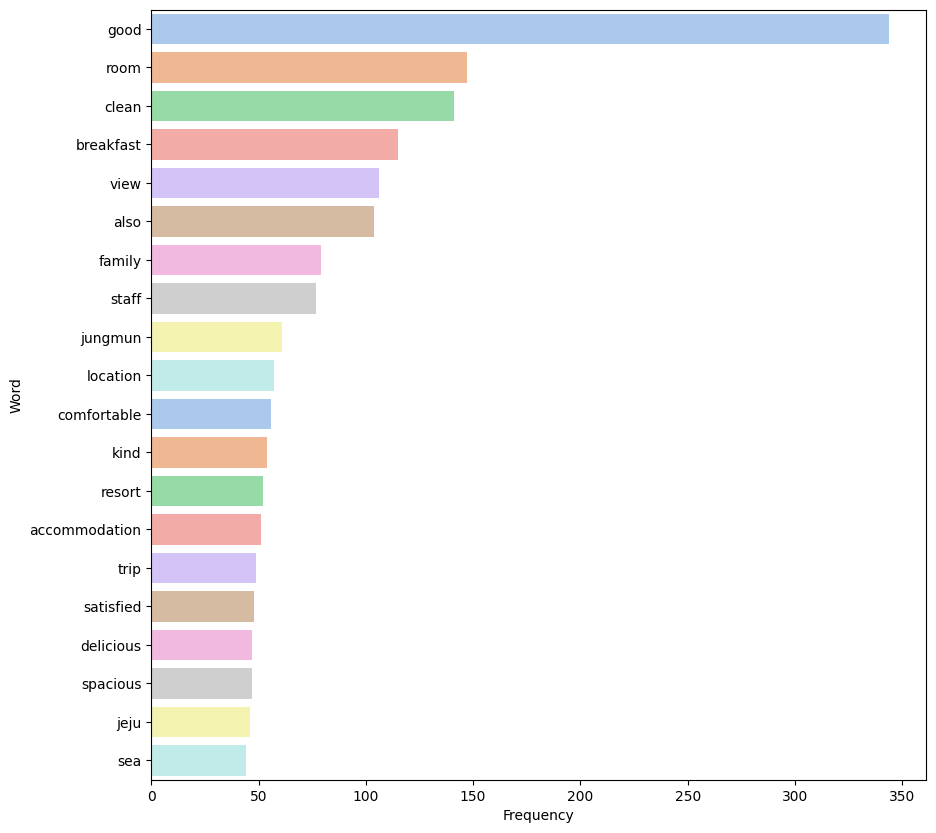 good
room
clean
breakfast
view
also
family
staff
jungmun
location
comfortable
kind
resort
accommodation
trip
satisfied
delicious
spacious
jeju
sea
Word
0 50 100 150 200 250 300 350
Frequency